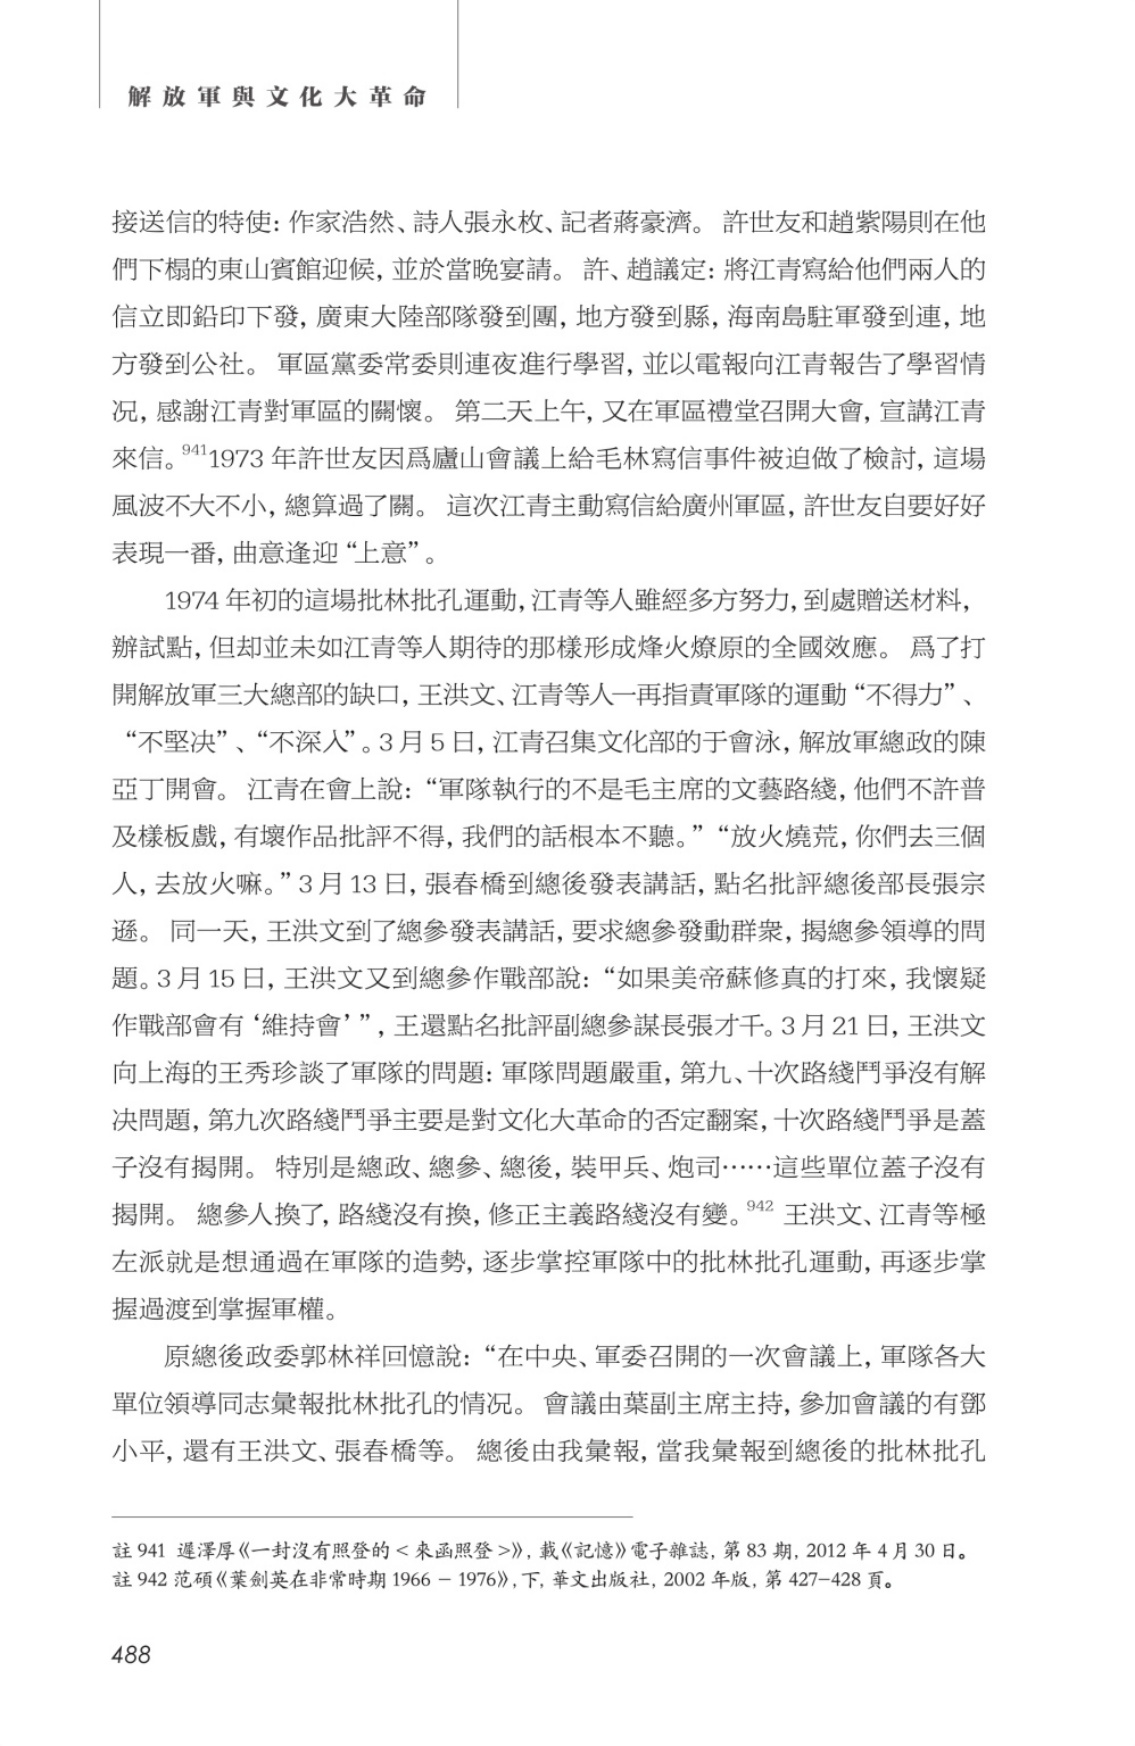 解放軍與文化大革命
接送信的特使：作家浩然、詩人張永枚、記者蔣豪濟。許世友和趙紫陽則在他
們下榻的東山賓館迎候，並於當晚宴請。許、趙議定：將江青寫給他們兩人的
信立即鉛印下發，廣東大陸部隊發到團，地方發到縣，海南島駐軍發到連，地
方發到公社。軍區黨委常委則連夜進行學習，並以電報向江青報告了學習情
況，感謝江青對軍區的關懷。第二天上午，又在軍區禮堂召開大會，宣講江青
來信。941 1973 年許世友因爲廬山會議上給毛林寫信事件被迫做了檢討，這場
風波不大不小，總算過了關。這次江青主動寫信給廣州軍區，許世友自要好好
表現一番，曲意逢迎“上意”。
1974 年初的這場批林批孔運動，江青等人雖經多方努力，到處贈送材料，
辦試點，但却並未如江青等人期待的那樣形成烽火燎原的全國效應。爲了打
開解放軍三大總部的缺口，王洪文、江青等人一再指責軍隊的運動“不得力”、
“不堅決”、“不深入”。3 月 5 日，江青召集文化部的于會泳，解放軍總政的陳
亞丁開會。江青在會上說：“軍隊執行的不是毛主席的文藝路綫，他們不許普
及樣板戲，有壞作品批評不得，我們的話根本不聽。”“放火燒荒，你們去三個
人，去放火嘛。”3 月 13 日，張春橋到總後發表講話，點名批評總後部長張宗
遜。同一天，王洪文到了總參發表講話，要求總參發動群衆，揭總參領導的問
題。3 月 15 日，王洪文又到總參作戰部說：“如果美帝蘇修真的打來，我懷疑
作戰部會有‘維持會’”，王還點名批評副總參謀長張才千。3 月 21 日，王洪文
向上海的王秀珍談了軍隊的問題：軍隊問題嚴重，第九、十次路綫鬥爭沒有解
決問題，第九次路綫鬥爭主要是對文化大革命的否定翻案，十次路綫鬥爭是蓋
子沒有揭開。特別是總政、總參、總後，裝甲兵、炮司……這些單位蓋子沒有
揭開。總參人換了，路綫沒有換，修正主義路綫沒有變。942 王洪文、江青等極
左派就是想通過在軍隊的造勢，逐步掌控軍隊中的批林批孔運動，再逐步掌
握過渡到掌握軍權。
原總後政委郭林祥回憶說：“在中央、軍委召開的一次會議上，軍隊各大
單位領導同志彙報批林批孔的情況。會議由葉副主席主持，參加會議的有鄧
小平，還有王洪文、張春橋等。總後由我彙報，當我彙報到總後的批林批孔
註 941 遲澤厚《一封沒有照登的＜來函照登＞》，載《記憶》電子雜誌，第 83 期，2012 年 4 月 30 日。
註 942 范碩《葉劍英在非常時期 1966 – 1976》，下，華文出版社，2002 年版，第 427–428 頁。
488